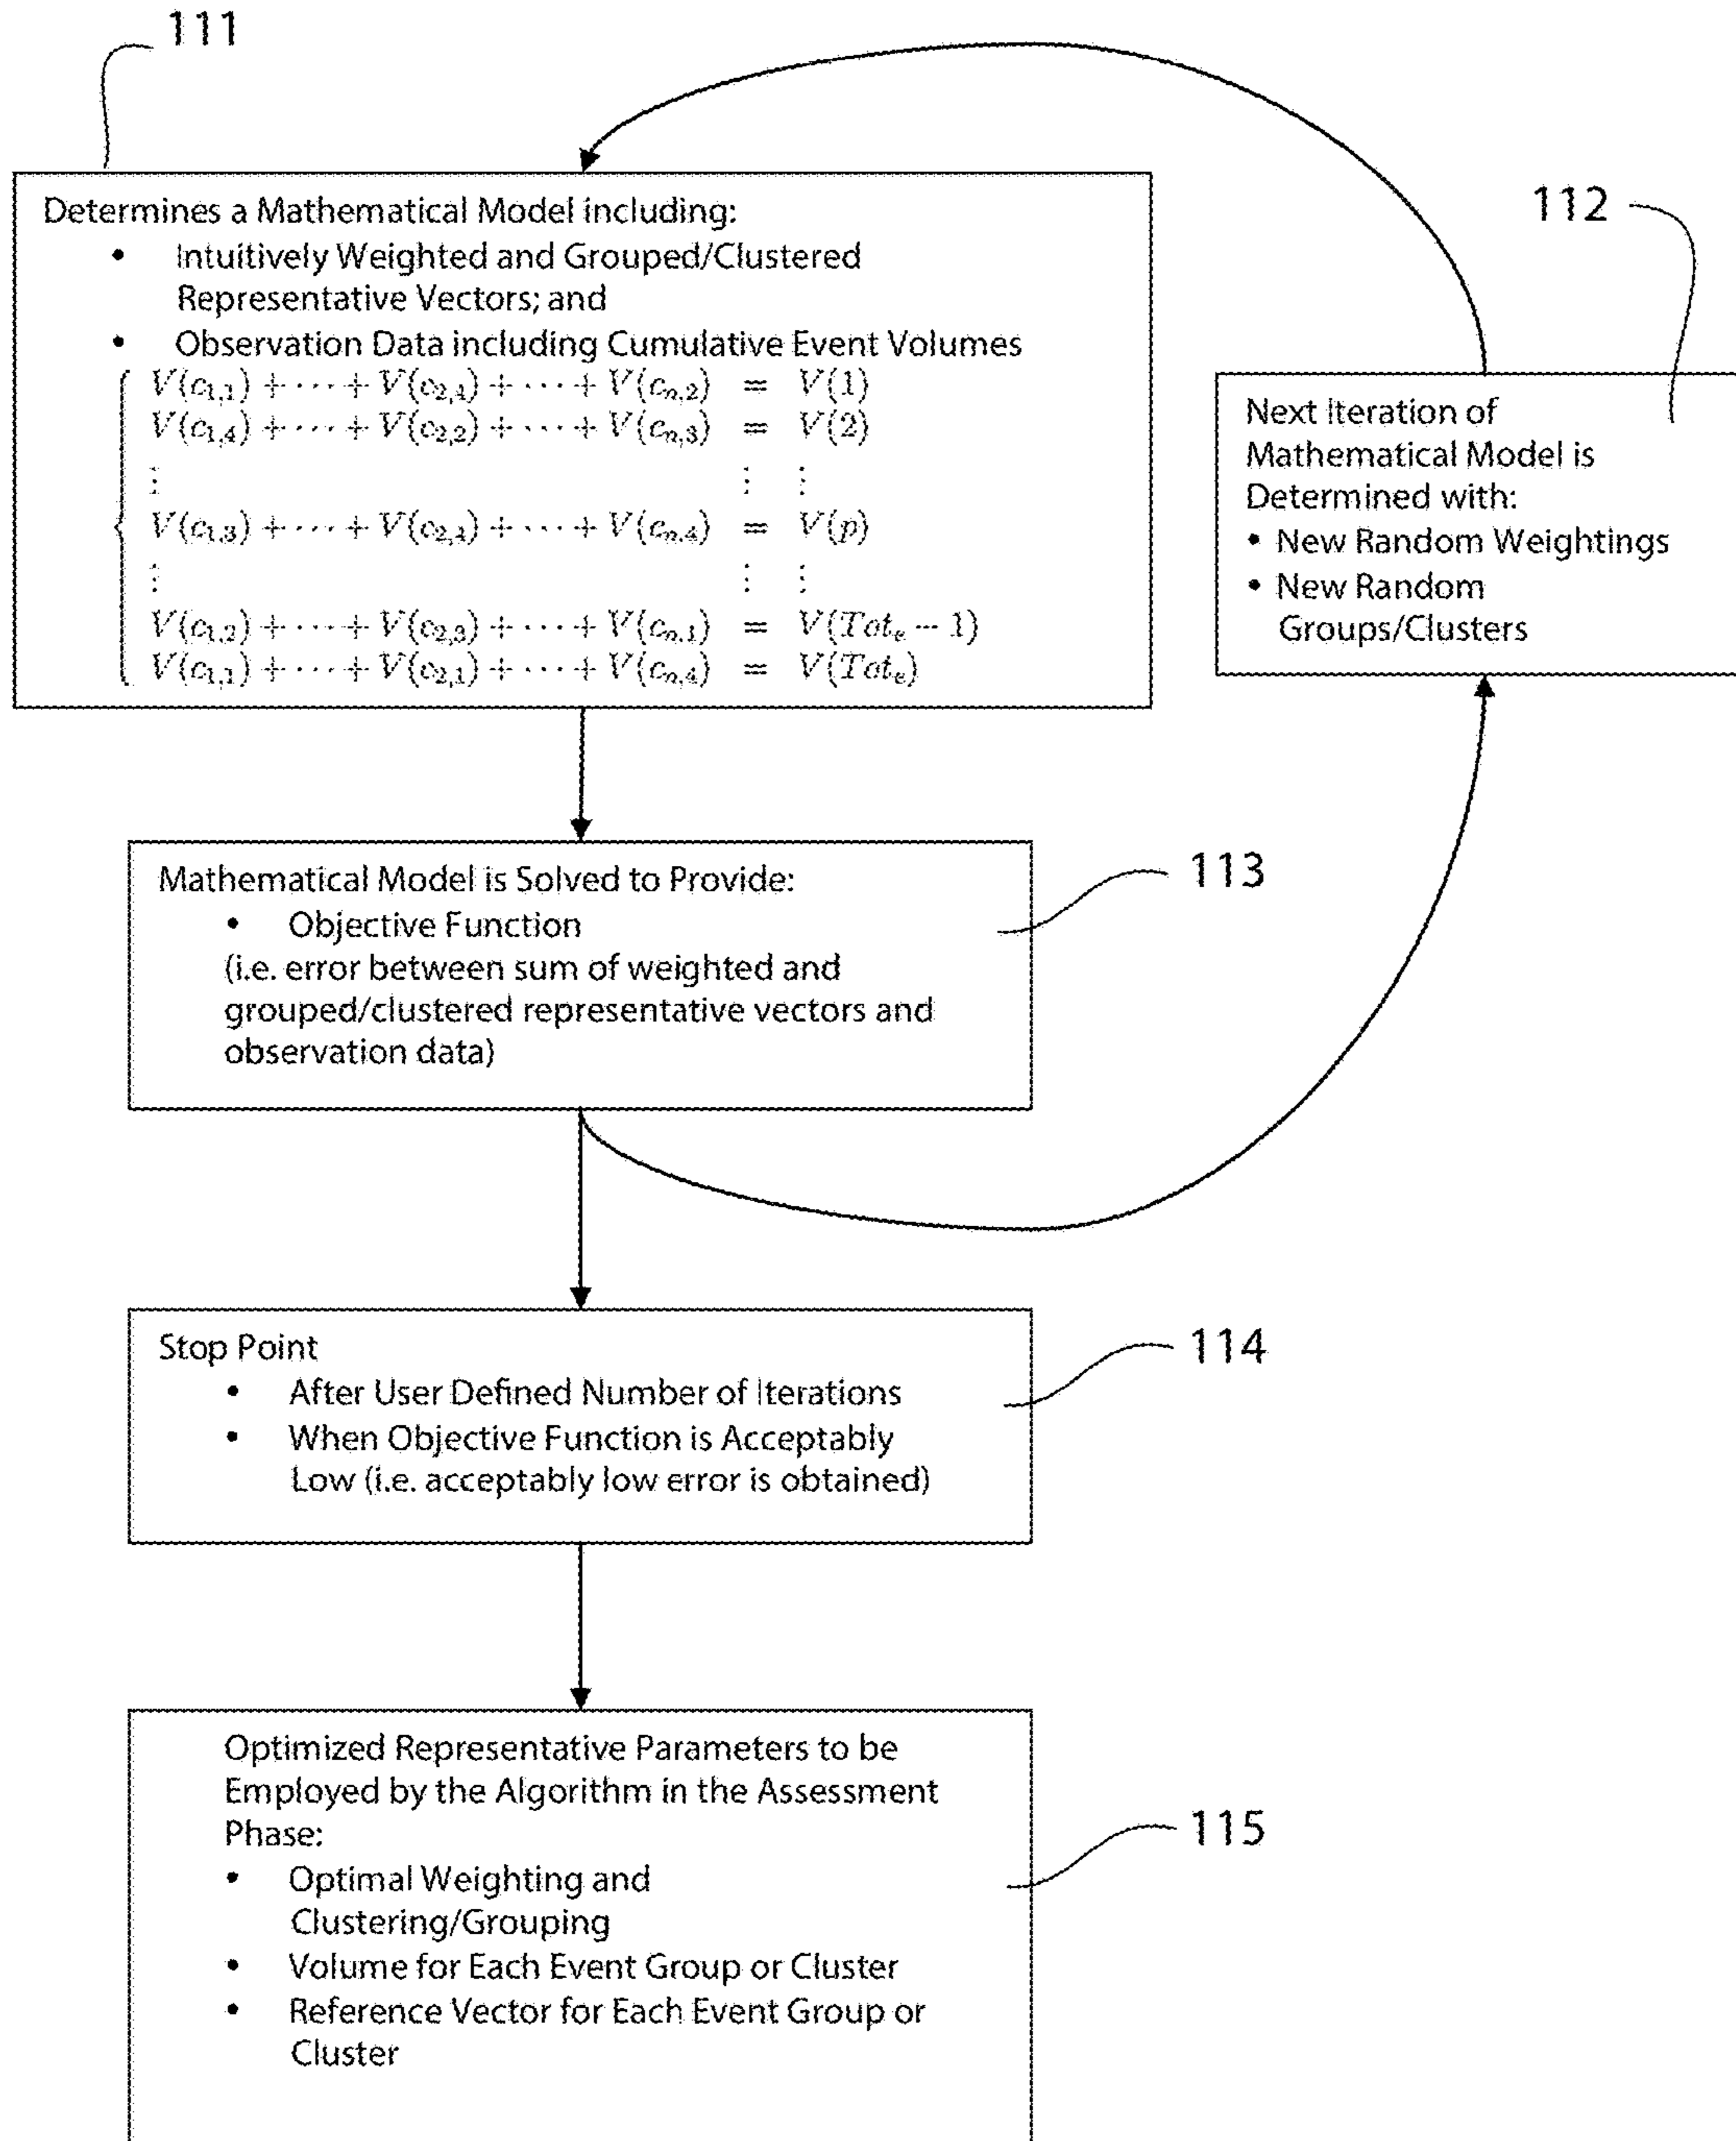 111
Determines a Mathematical Model including:
• Intuitively Weighted and Grouped/Clustered
Representative Vectors; and
• Observation Data including Cumulative Event Volumes
V(c₁,₁) + ··· + V(c₂,₄) + ··· + V(cₙ,₂) = V(1)
V(c₁,₄) + ··· + V(c₂,₂) + ··· + V(cₙ,₃) = V(2)
⋮ ⋮ ⋮
V(c₁,₃) + ··· + V(c₂,₄) + ··· + V(cₙ,₄) = V(p)
⋮ ⋮ ⋮
V(c₁,₂) + ··· + V(c₂,₃) + ··· + V(cₙ,₁) = V(Totₑ − 1)
V(c₁,₁) + ··· + V(c₂,₁) + ··· + V(cₙ,₄) = V(Totₑ)
112
Next Iteration of
Mathematical Model is
Determined with:
• New Random Weightings
• New Random
Groups/Clusters
113
Mathematical Model is Solved to Provide:
• Objective Function
(i.e. error between sum of weighted and
grouped/clustered representative vectors and
observation data)
114
Stop Point
• After User Defined Number of Iterations
• When Objective Function is Acceptably
Low (i.e. acceptably low error is obtained)
115
Optimized Representative Parameters to be
Employed by the Algorithm in the Assessment
Phase:
• Optimal Weighting and
Clustering/Grouping
• Volume for Each Event Group or Cluster
• Reference Vector for Each Event Group or
Cluster